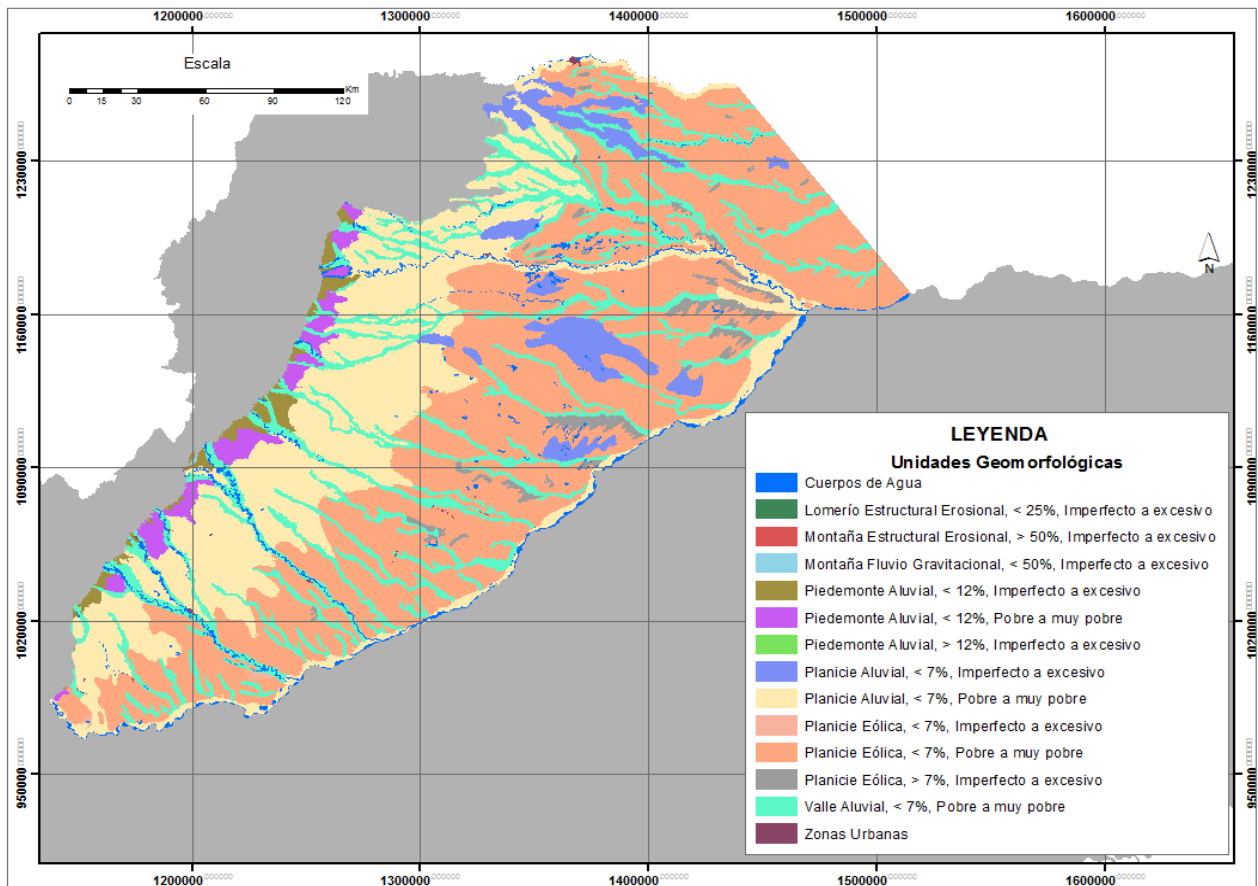 1200000 1300000 1400000 1500000 1600000
Escala
Km
0 15 30 60 90 120
1230000 1230000
N
1160000 1160000
1090000 1090000
1020000 1020000
950000 950000
LEYENDA
Unidades Geomorfológicas
Cuerpos de Agua
Lomerío Estructural Erosional, < 25%, Imperfecto a excesivo
Montaña Estructural Erosional, > 50%, Imperfecto a excesivo
Montaña Fluvio Gravitacional, < 50%, Imperfecto a excesivo
Piedemonte Aluvial, < 12%, Imperfecto a excesivo
Piedemonte Aluvial, < 12%, Pobre a muy pobre
Piedemonte Aluvial, > 12%, Imperfecto a excesivo
Planicie Aluvial, < 7%, Imperfecto a excesivo
Planicie Aluvial, < 7%, Pobre a muy pobre
Planicie Eólica, < 7%, Imperfecto a excesivo
Planicie Eólica, < 7%, Pobre a muy pobre
Planicie Eólica, > 7%, Imperfecto a excesivo
Valle Aluvial, < 7%, Pobre a muy pobre
Zonas Urbanas
1200000 1300000 1400000 1500000 1600000